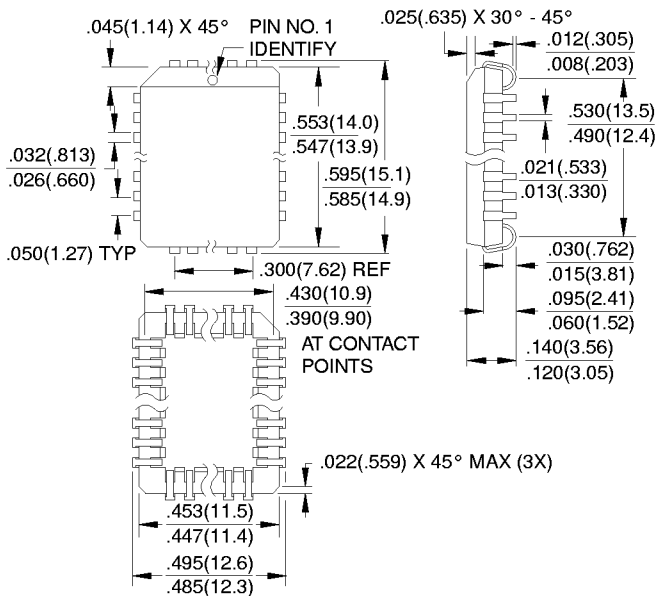 .045(1.14) X 45°
PIN NO. 1
IDENTIFY
.025(.635) X 30° - 45°
.012(.305)
.008(.203)
.553(14.0)
.547(13.9)
.530(13.5)
.490(12.4)
.032(.813)
.026(.660)
.595(15.1)
.585(14.9)
.021(.533)
.013(.330)
.050(1.27) TYP
.300(7.62) REF
.030(.762)
.015(3.81)
.430(10.9)
.390(9.90)
AT CONTACT
POINTS
.095(2.41)
.060(1.52)
.140(3.56)
.120(3.05)
.022(.559) X 45° MAX (3X)
.453(11.5)
.447(11.4)
.495(12.6)
.485(12.3)